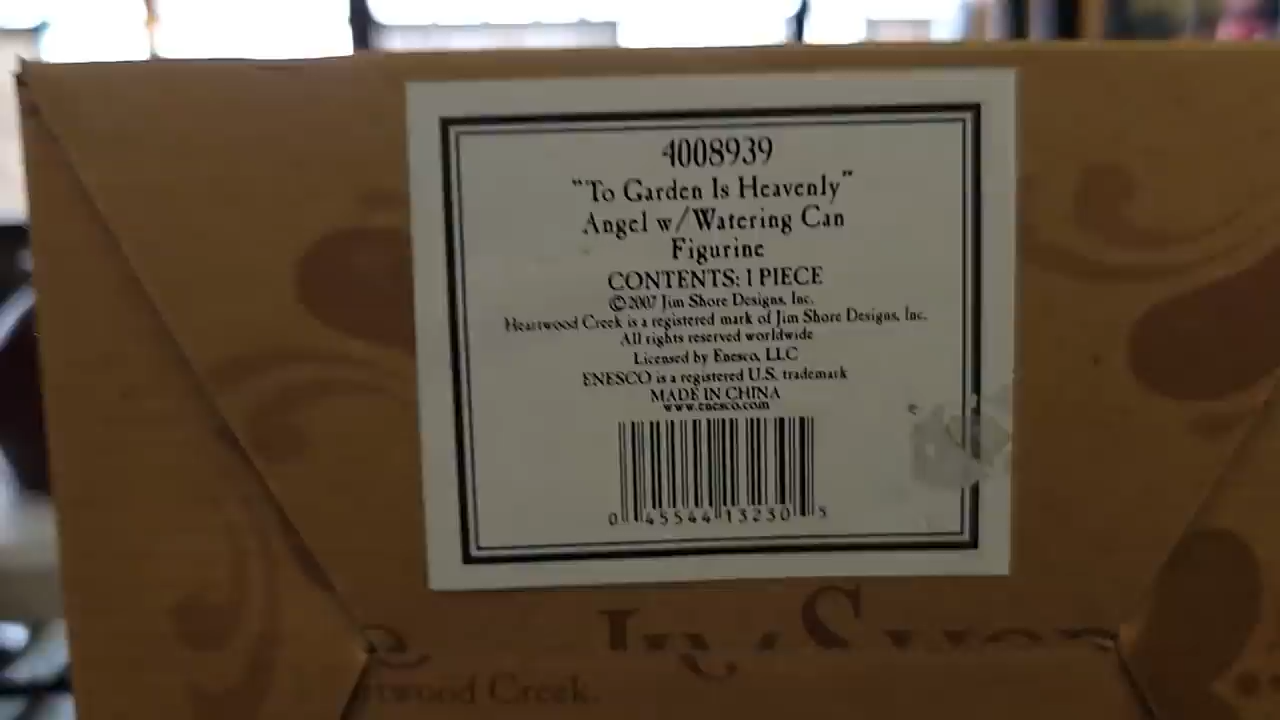 4008939
"To Garden Is Heavenly"
Angel w/Watering Can
Figurine
CONTENTS: 1 PIECE
©2007 Jim Shore Designs, Inc.
Heartwood Creek is a registered mark of Jim Shore Designs, Inc.
All rights reserved worldwide
Licensed by Enesco, LLC
ENESCO is a registered U.S. trademark
MADE IN CHINA
www.enesco.com
0 45544 13230 5
Creek.